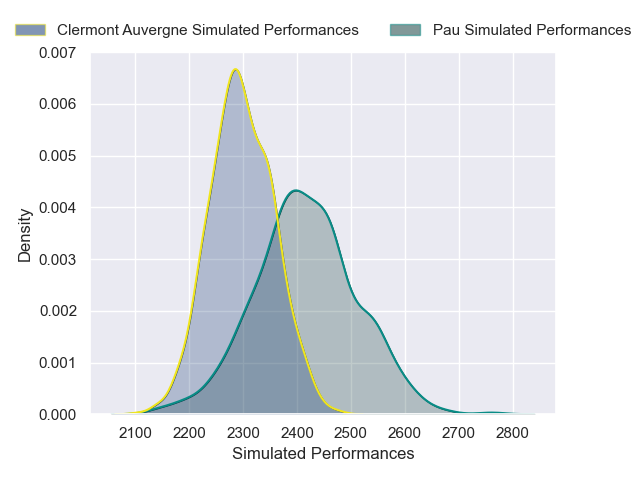 Clermont Auvergne Simulated Performances Pau Simulated Performances
0.007
0.006
0.005
0.004
0.003
0.002
0.001
0.000
Density
2100 2200 2300 2400 2500 2600 2700 2800
Simulated Performances